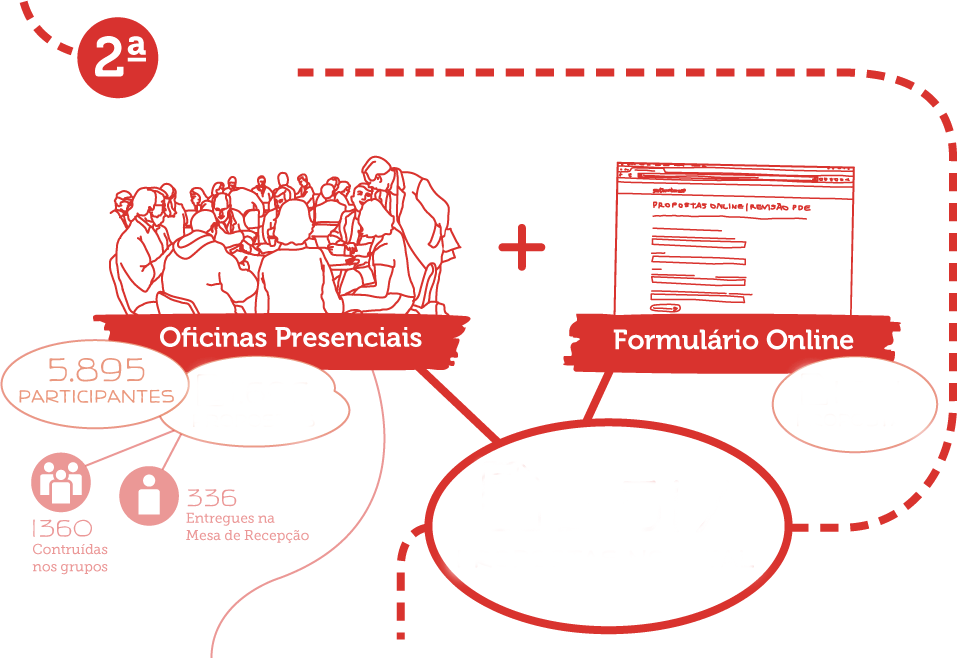 2ª
PROPOSTAS ONLINE | REVISÃO PDE
Oficinas Presenciais
Formulário Online
5.895
PARTICIPANTES
1360
Contruídas
nos grupos
336
Entregues na
Mesa de Recepção